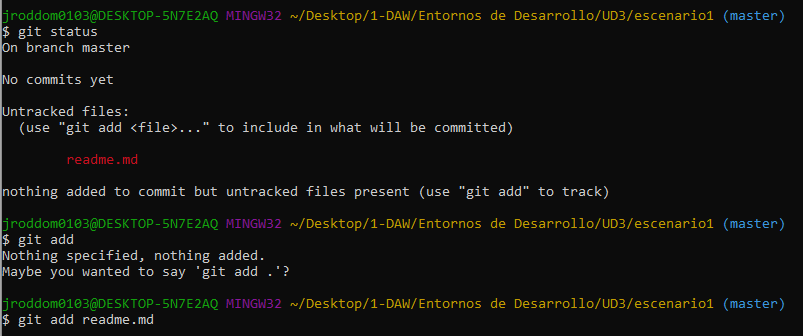 jroddom0103@DESKTOP-5N7E2AQ MINGW32 ~/Desktop/1-DAW/Entornos de Desarrollo/UD3/escenario1 (master)
$ git status
On branch master
No commits yet
Untracked files:
  (use "git add <file>..." to include in what will be committed)
        readme.md
nothing added to commit but untracked files present (use "git add" to track)
jroddom0103@DESKTOP-5N7E2AQ MINGW32 ~/Desktop/1-DAW/Entornos de Desarrollo/UD3/escenario1 (master)
$ git add
Nothing specified, nothing added.
Maybe you wanted to say 'git add .'?
jroddom0103@DESKTOP-5N7E2AQ MINGW32 ~/Desktop/1-DAW/Entornos de Desarrollo/UD3/escenario1 (master)
$ git add readme.md